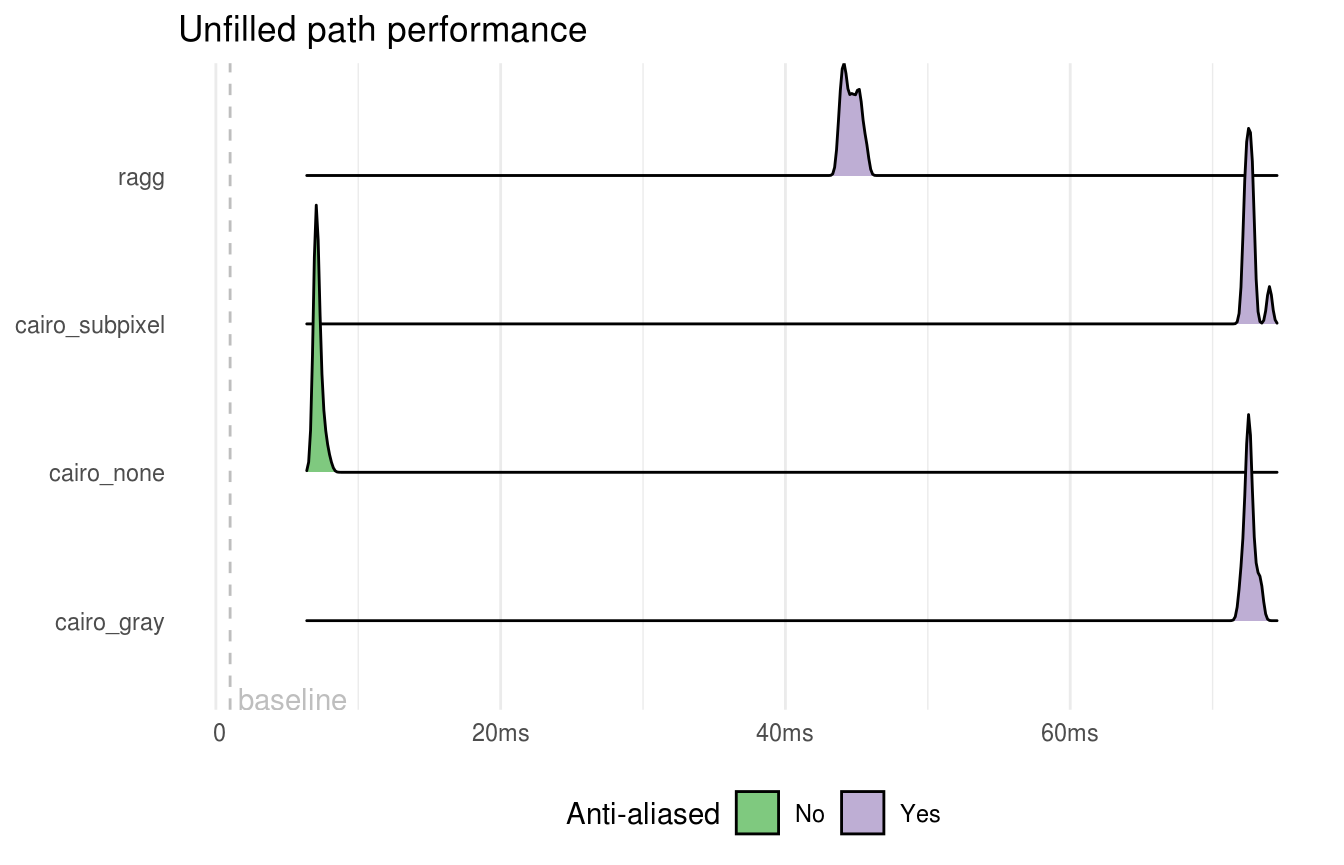 Unfilled path performance
ragg
cairo_subpixel
cairo_none
cairo_gray
baseline
0 20ms 40ms 60ms
Anti-aliased No Yes